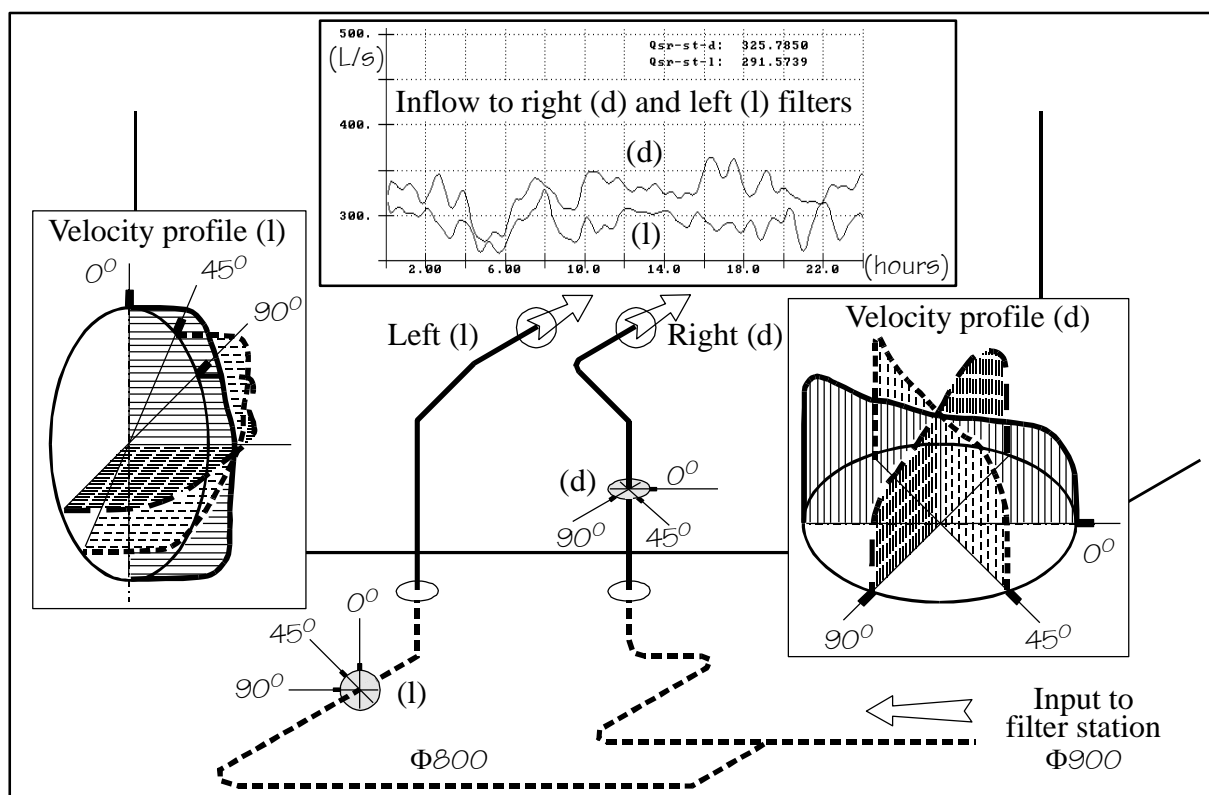 500.
(L/s)
Qsr-st-d: 325.7850
Qsr-st-l: 291.5739
Inflow to right (d) and left (l) filters
400.
(d)
300.
(l)
2.00 6.00 10.0 14.0 18.0 22.0 (hours)
Velocity profile (l)
0⁰
45⁰
90⁰
Left (l)
Right (d)
Velocity profile (d)
0⁰
90⁰
45⁰
(d)
0⁰
90⁰
45⁰
0⁰
45⁰
90⁰
(l)
Input to
filter station
Φ900
Φ800